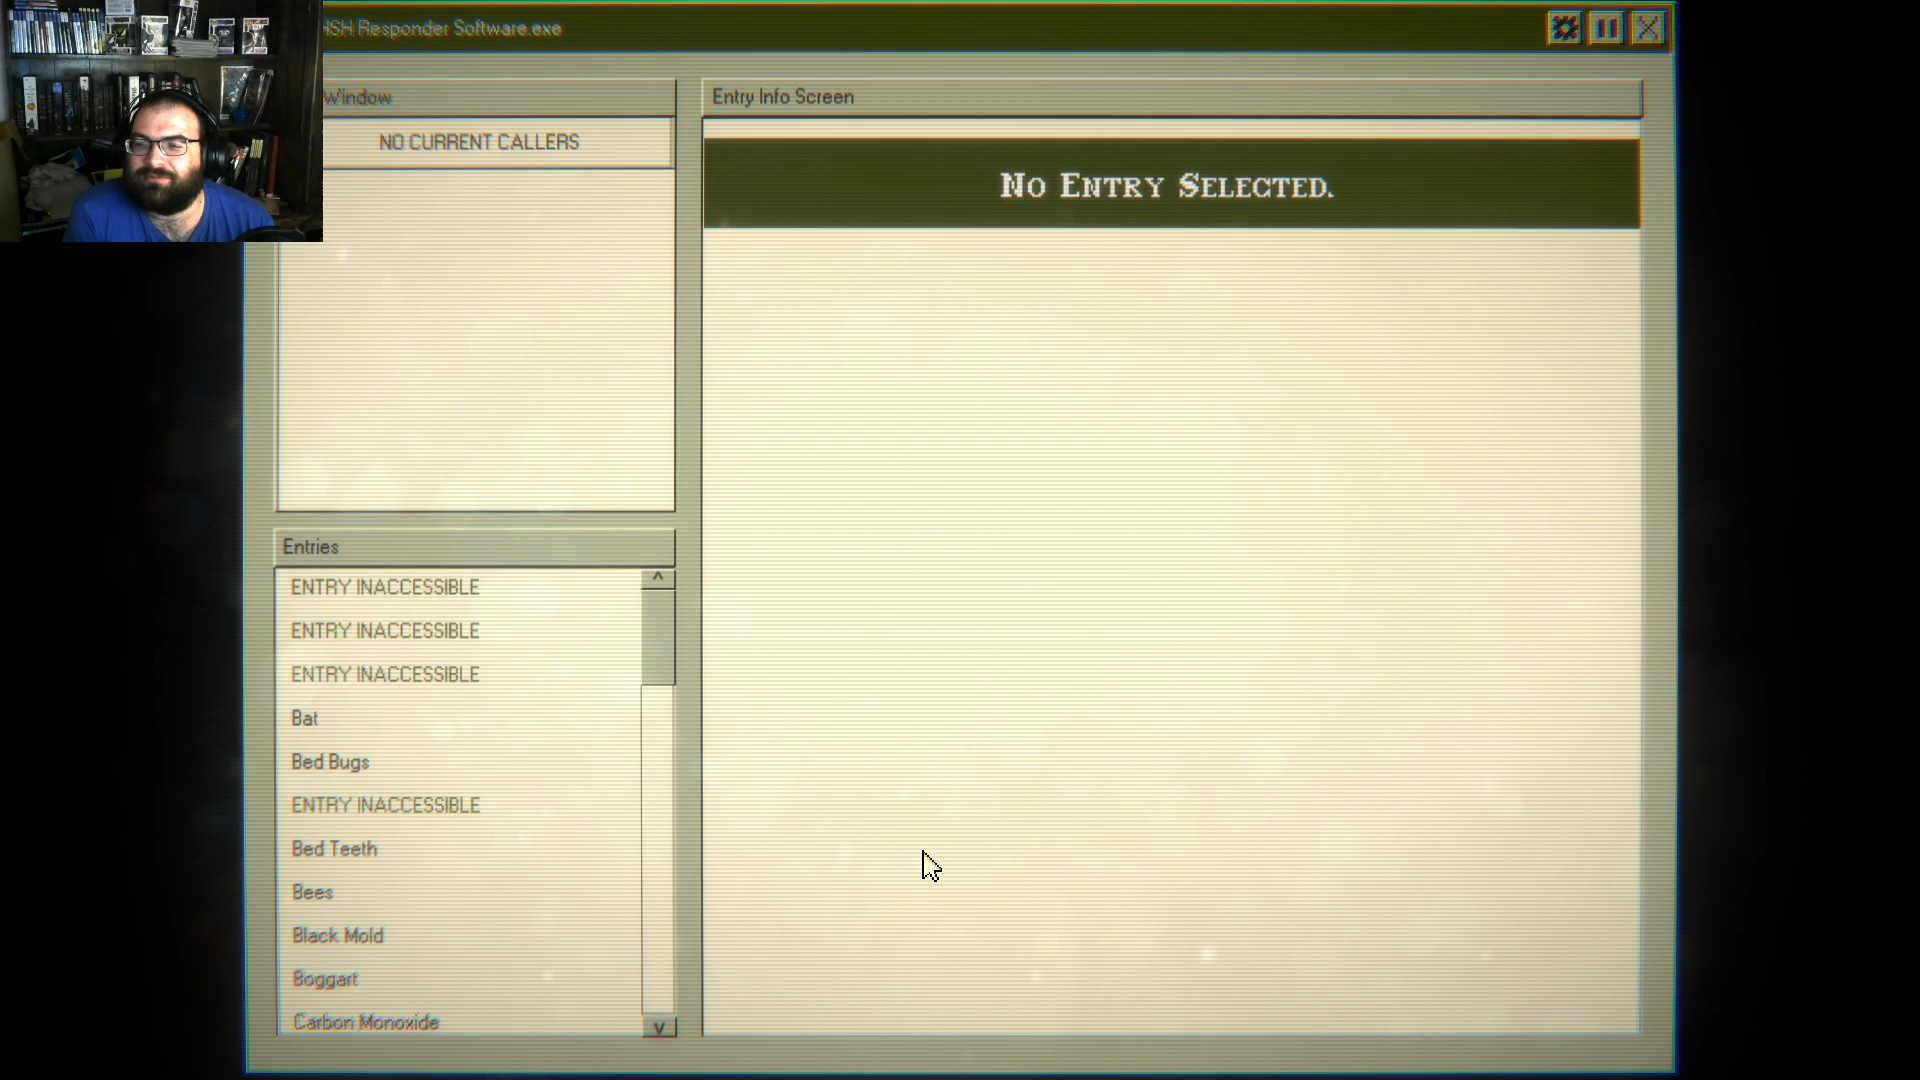 HSH Responder Software.exe
Window
NO CURRENT CALLERS
Entry Info Screen
No Entry Selected.
Entries
ENTRY INACCESSIBLE
ENTRY INACCESSIBLE
ENTRY INACCESSIBLE
Bat
Bed Bugs
ENTRY INACCESSIBLE
Bed Teeth
Bees
Black Mold
Boggart
Carbon Monoxide